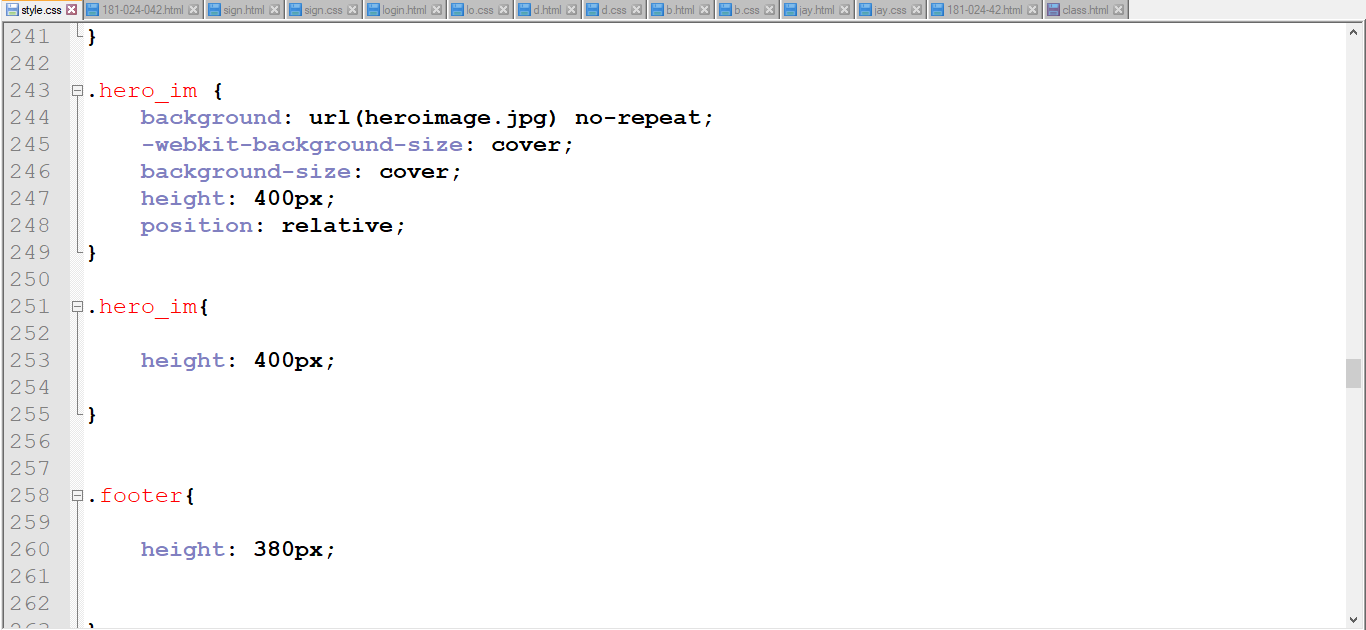 style.css 181-024-042.html sign.html sign.css login.html lo.css d.html d.css b.html b.css jay.html jay.css 181-024-42.html class.html
241 }
242
243 .hero_im {
244 background: url(heroimage.jpg) no-repeat;
245 -webkit-background-size: cover;
246 background-size: cover;
247 height: 400px;
248 position: relative;
249 }
250
251 .hero_im{
252
253 height: 400px;
254
255 }
256
257
258 .footer{
259
260 height: 380px;
261
262